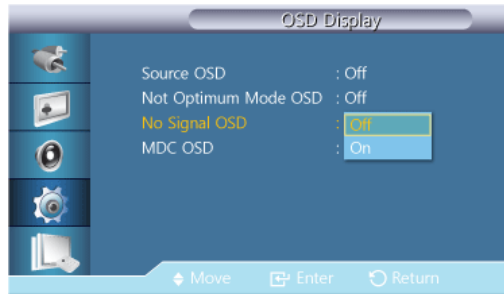 OSD Display
Source OSD : Off
Not Optimum Mode OSD : Off
No Signal OSD : Off
MDC OSD : On
Move Enter Return